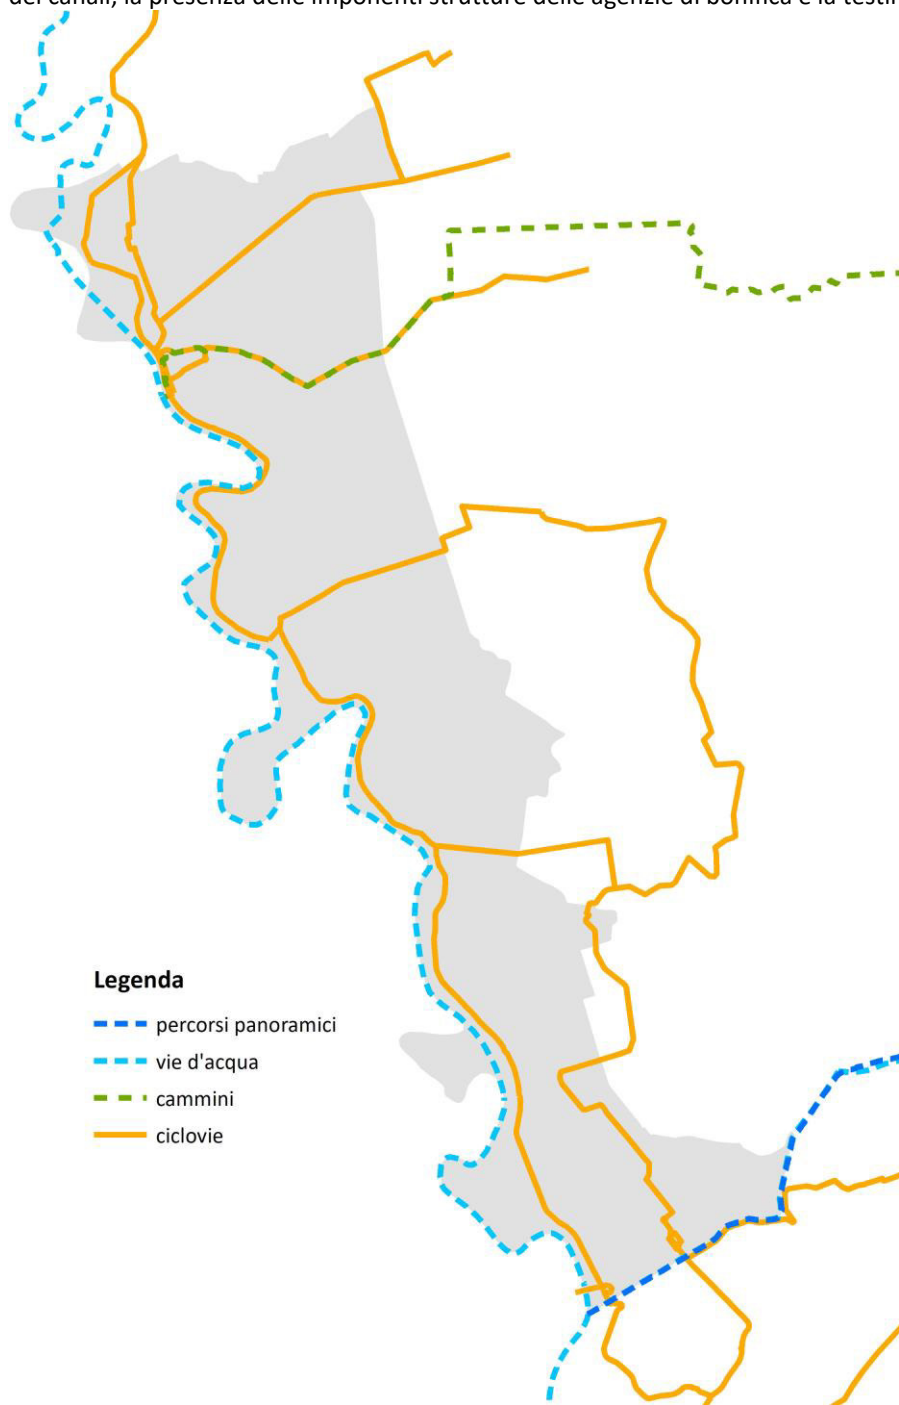 dei canali, la presenza delle imponenti strutture delle agenzie di bonifica e la
Legenda
percorsi panoramici
vie d'acqua
cammini
ciclovie